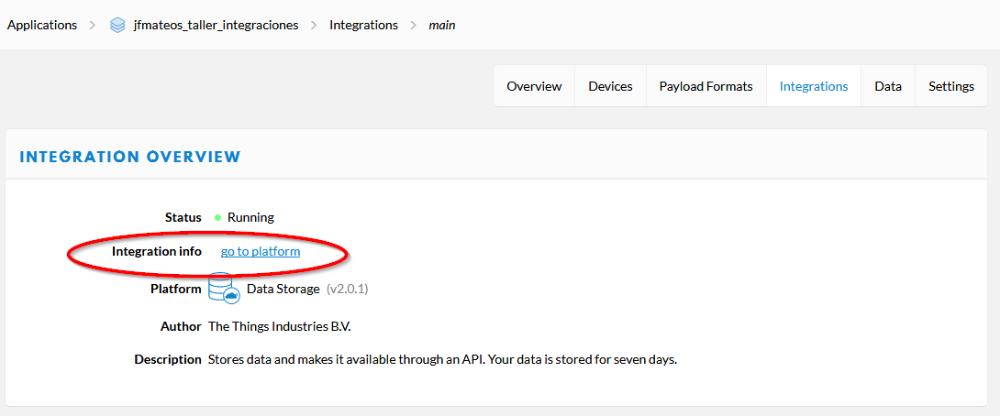 Applications > jfmateos_taller_integraciones > Integrations > main
Overview Devices Payload Formats Integrations Data Settings
INTEGRATION OVERVIEW
Status Running
Integration info go to platform
Platform Data Storage (v2.0.1)
Author The Things Industries B.V.
Description Stores data and makes it available through an API. Your data is stored for seven days.